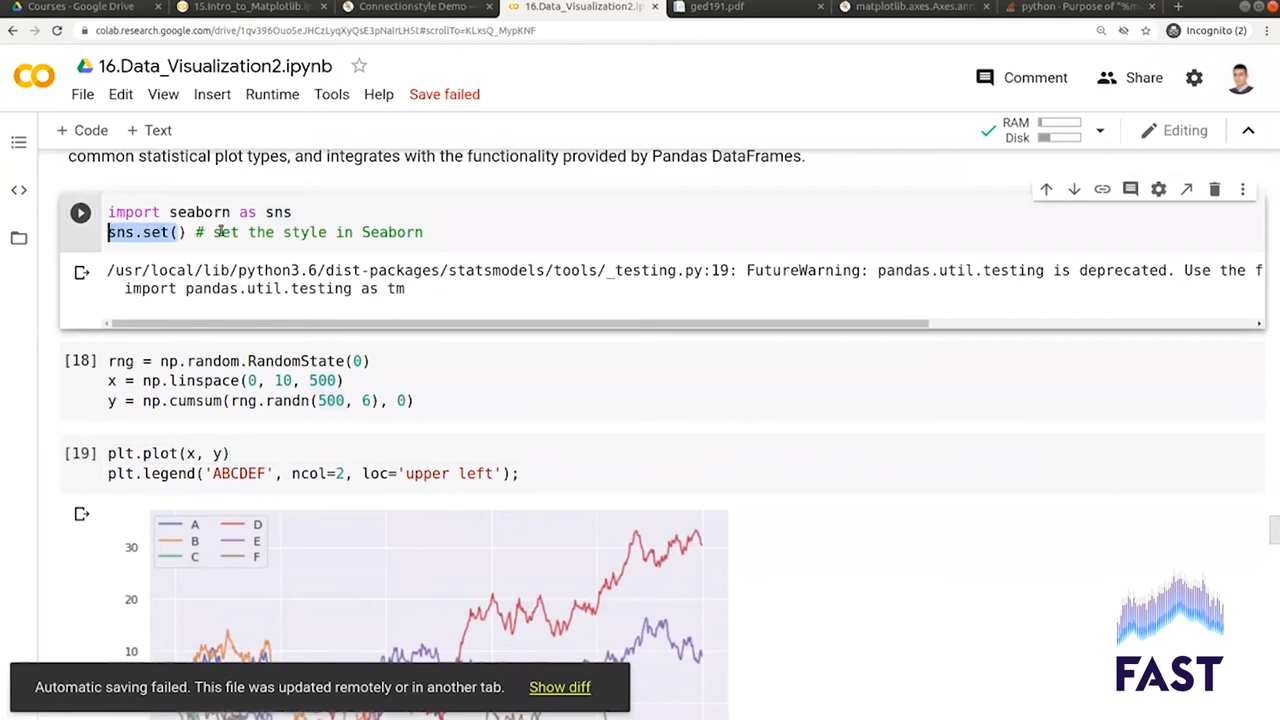 Courses - Google Drive
15.Intro_to_Matplotlib.i
Connectionstyle Demo —
16.Data_Visualization2.ip
ged191.pdf
matplotlib.axes.Axes.ann
python - Purpose of "%m
colab.research.google.com/drive/1qv396Ouo5eJHCzLyqXyQsE3pNaIrLH5t#scrollTo=KLxsQ_MypKNF
Incognito (2)
CO
16.Data_Visualization2.ipynb
Comment
Share
File Edit View Insert Runtime Tools Help Save failed
+ Code + Text
RAM
Disk
Editing
common statistical plot types, and integrates with the functionality provided by Pandas DataFrames.
import seaborn as sns
sns.set() # set the style in Seaborn
/usr/local/lib/python3.6/dist-packages/statsmodels/tools/_testing.py:19: FutureWarning: pandas.util.testing is deprecated. Use the f
import pandas.util.testing as tm
[18] rng = np.random.RandomState(0)
x = np.linspace(0, 10, 500)
y = np.cumsum(rng.randn(500, 6), 0)
[19] plt.plot(x, y)
plt.legend('ABCDEF', ncol=2, loc='upper left');
A D
B E
C F
30
20
10
Automatic saving failed. This file was updated remotely or in another tab. Show diff
FAST